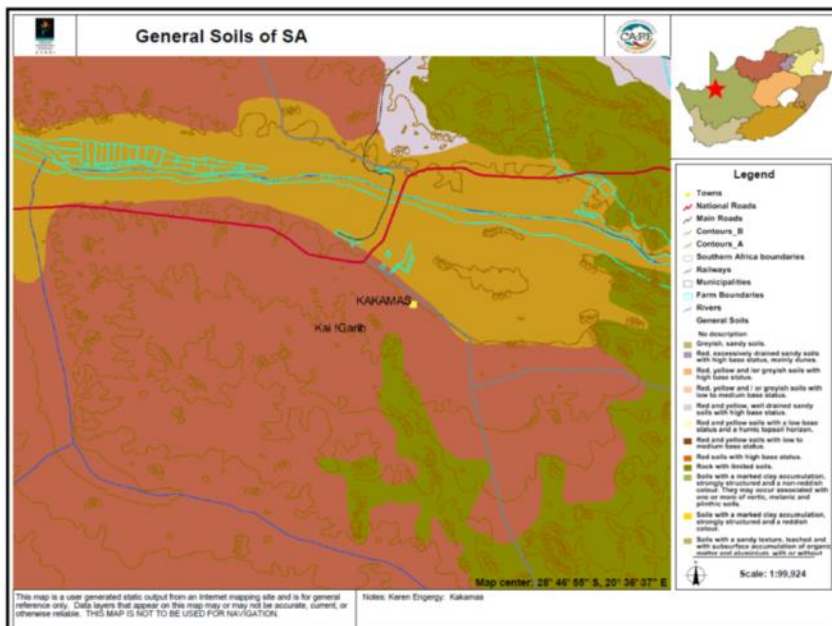 General Soils of SA
CAPE
KAKAMAS
Kai !Garib
Map center: 28° 46' 55" S, 20° 36' 37" E
Legend
Towns
National Roads
Main Roads
Contours_B
Contours_A
Southern Africa boundaries
Railways
Municipalities
Farm Boundaries
Rivers
General Soils
No description
Greyish, sandy soils.
Red, excessively drained sandy soils
with high base status, mainly dunes.
Red, yellow and /or greyish soils with
high base status.
Red, yellow and / or greyish soils with
low to medium base status.
Red and yellow, well drained sandy
soils with high base status.
Red and yellow soils with a low base
status and a humic topsoil horizon.
Red and yellow soils with low to
medium base status.
Red soils with high base status.
Rock with limited soils.
Soils with a marked clay accumulation,
strongly structured and a non-reddish
colour. They may occur associated with
one or more of vertic, melanic and
plinthic soils.
Soils with a marked clay accumulation,
strongly structured and a reddish
colour.
Soils with a sandy texture, leached and
with subsurface accumulation of organic
matter and aluminium, with or without
Scale: 1:99,924
This map is a user generated static output from an Internet mapping site and is for general
reference only. Data layers that appear on this map may or may not be accurate, current, or
otherwise reliable. THIS MAP IS NOT TO BE USED FOR NAVIGATION.
Notes: Keren Engergy: Kakamas